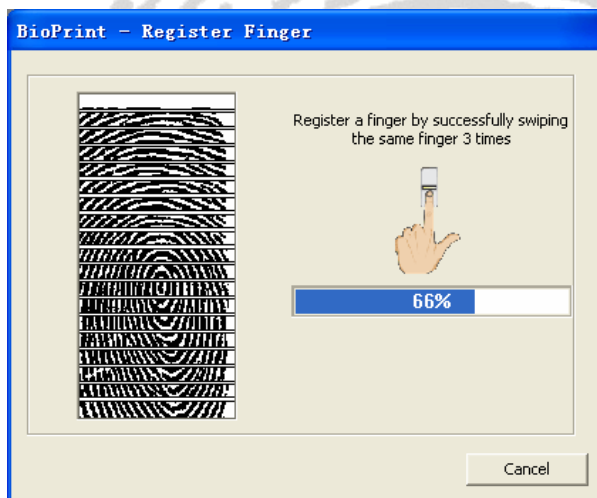 BioPrint - Register Finger
Register a finger by successfully swiping
the same finger 3 times
66%
Cancel